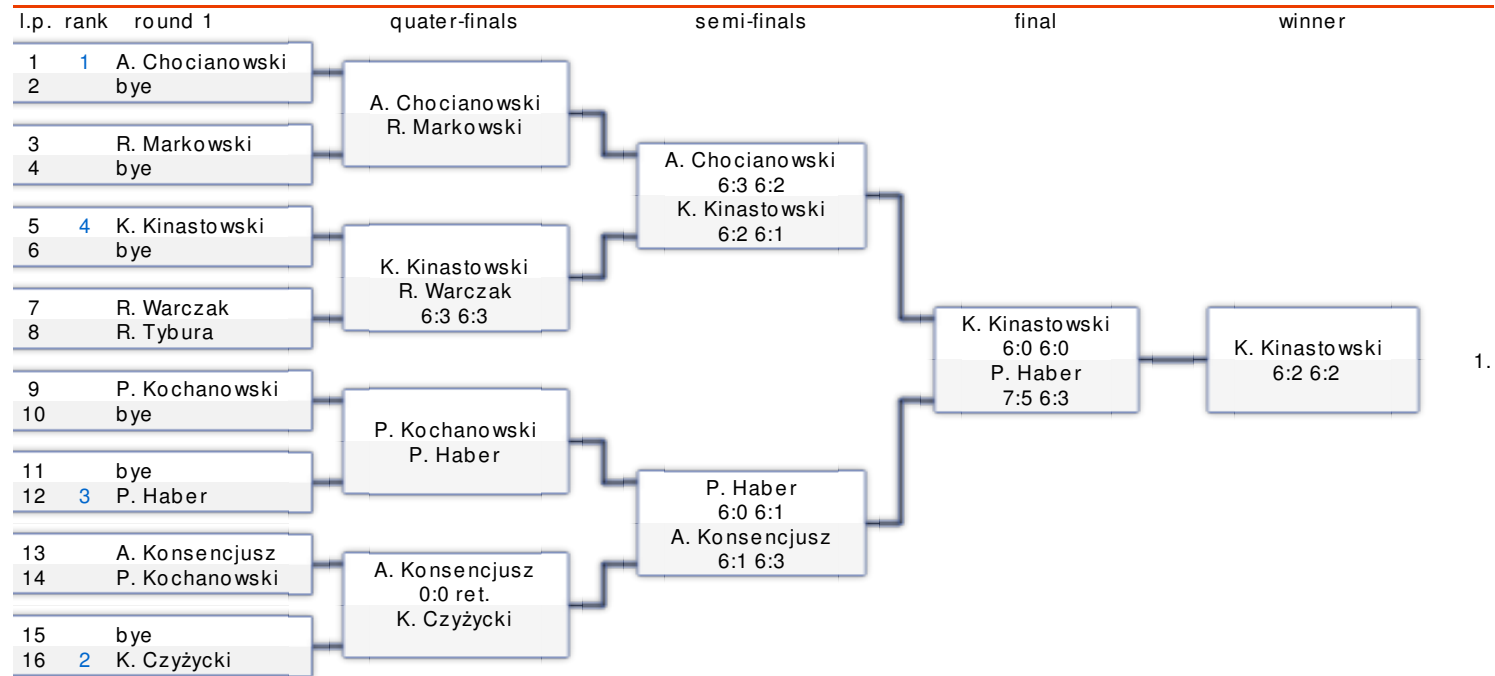 l.p. rank round 1 quater-finals semi-finals final winner
1 1 A. Chocianowski
2 bye
3 R. Markowski
4 bye
5 4 K. Kinastowski
6 bye
7 R. Warczak
8 R. Tybura
9 P. Kochanowski
10 bye
11 bye
12 3 P. Haber
13 A. Konsencjusz
14 P. Kochanowski
15 bye
16 2 K. Czyżycki
A. Chocianowski
R. Markowski
K. Kinastowski
R. Warczak
6:3 6:3
P. Kochanowski
P. Haber
A. Konsencjusz
0:0 ret.
K. Czyżycki
A. Chocianowski
6:3 6:2
K. Kinastowski
6:2 6:1
P. Haber
6:0 6:1
A. Konsencjusz
6:1 6:3
K. Kinastowski
6:0 6:0
P. Haber
7:5 6:3
K. Kinastowski
6:2 6:2
1.